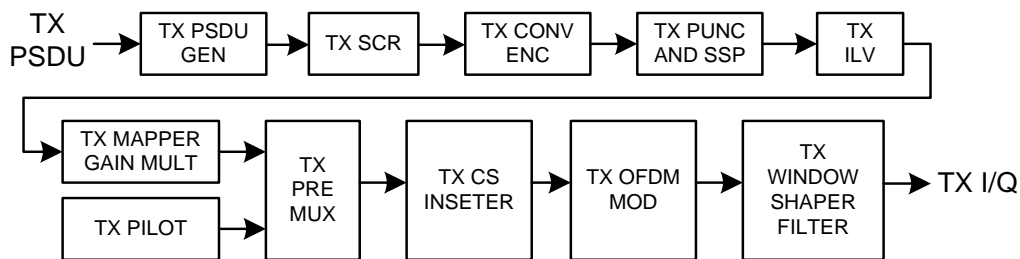 TX
PSDU
TX PSDU
GEN
TX SCR
TX CONV
ENC
TX PUNC
AND SSP
TX
ILV
TX MAPPER
GAIN MULT
TX PILOT
TX
PRE
MUX
TX CS
INSETER
TX OFDM
MOD
TX
WINDOW
SHAPER
FILTER
TX I/Q